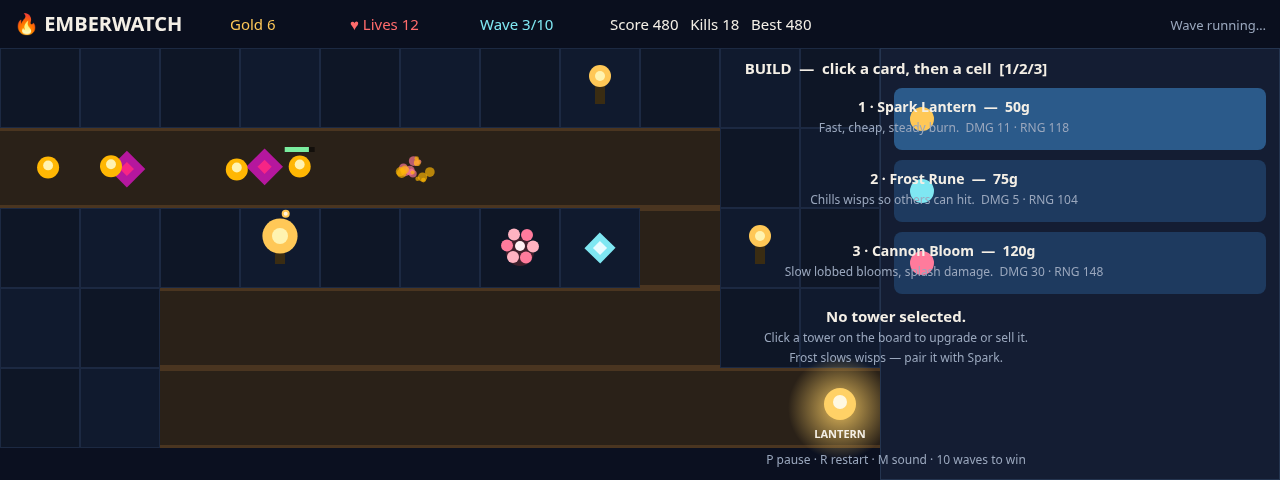 🔥 EMBERWATCH Gold 6 ♥ Lives 12 Wave 3/10 Score 480 Kills 18 Best 480 Wave running...
BUILD — click a card, then a cell [1/2/3]
1 · Spark Lantern — 50g
Fast, cheap, steady burn. DMG 11 · RNG 118
2 · Frost Rune — 75g
Chills wisps so others can hit. DMG 5 · RNG 104
3 · Cannon Bloom — 120g
Slow lobbed blooms, splash damage. DMG 30 · RNG 148
No tower selected.
Click a tower on the board to upgrade or sell it.
Frost slows wisps — pair it with Spark.
LANTERN
P pause · R restart · M sound · 10 waves to win